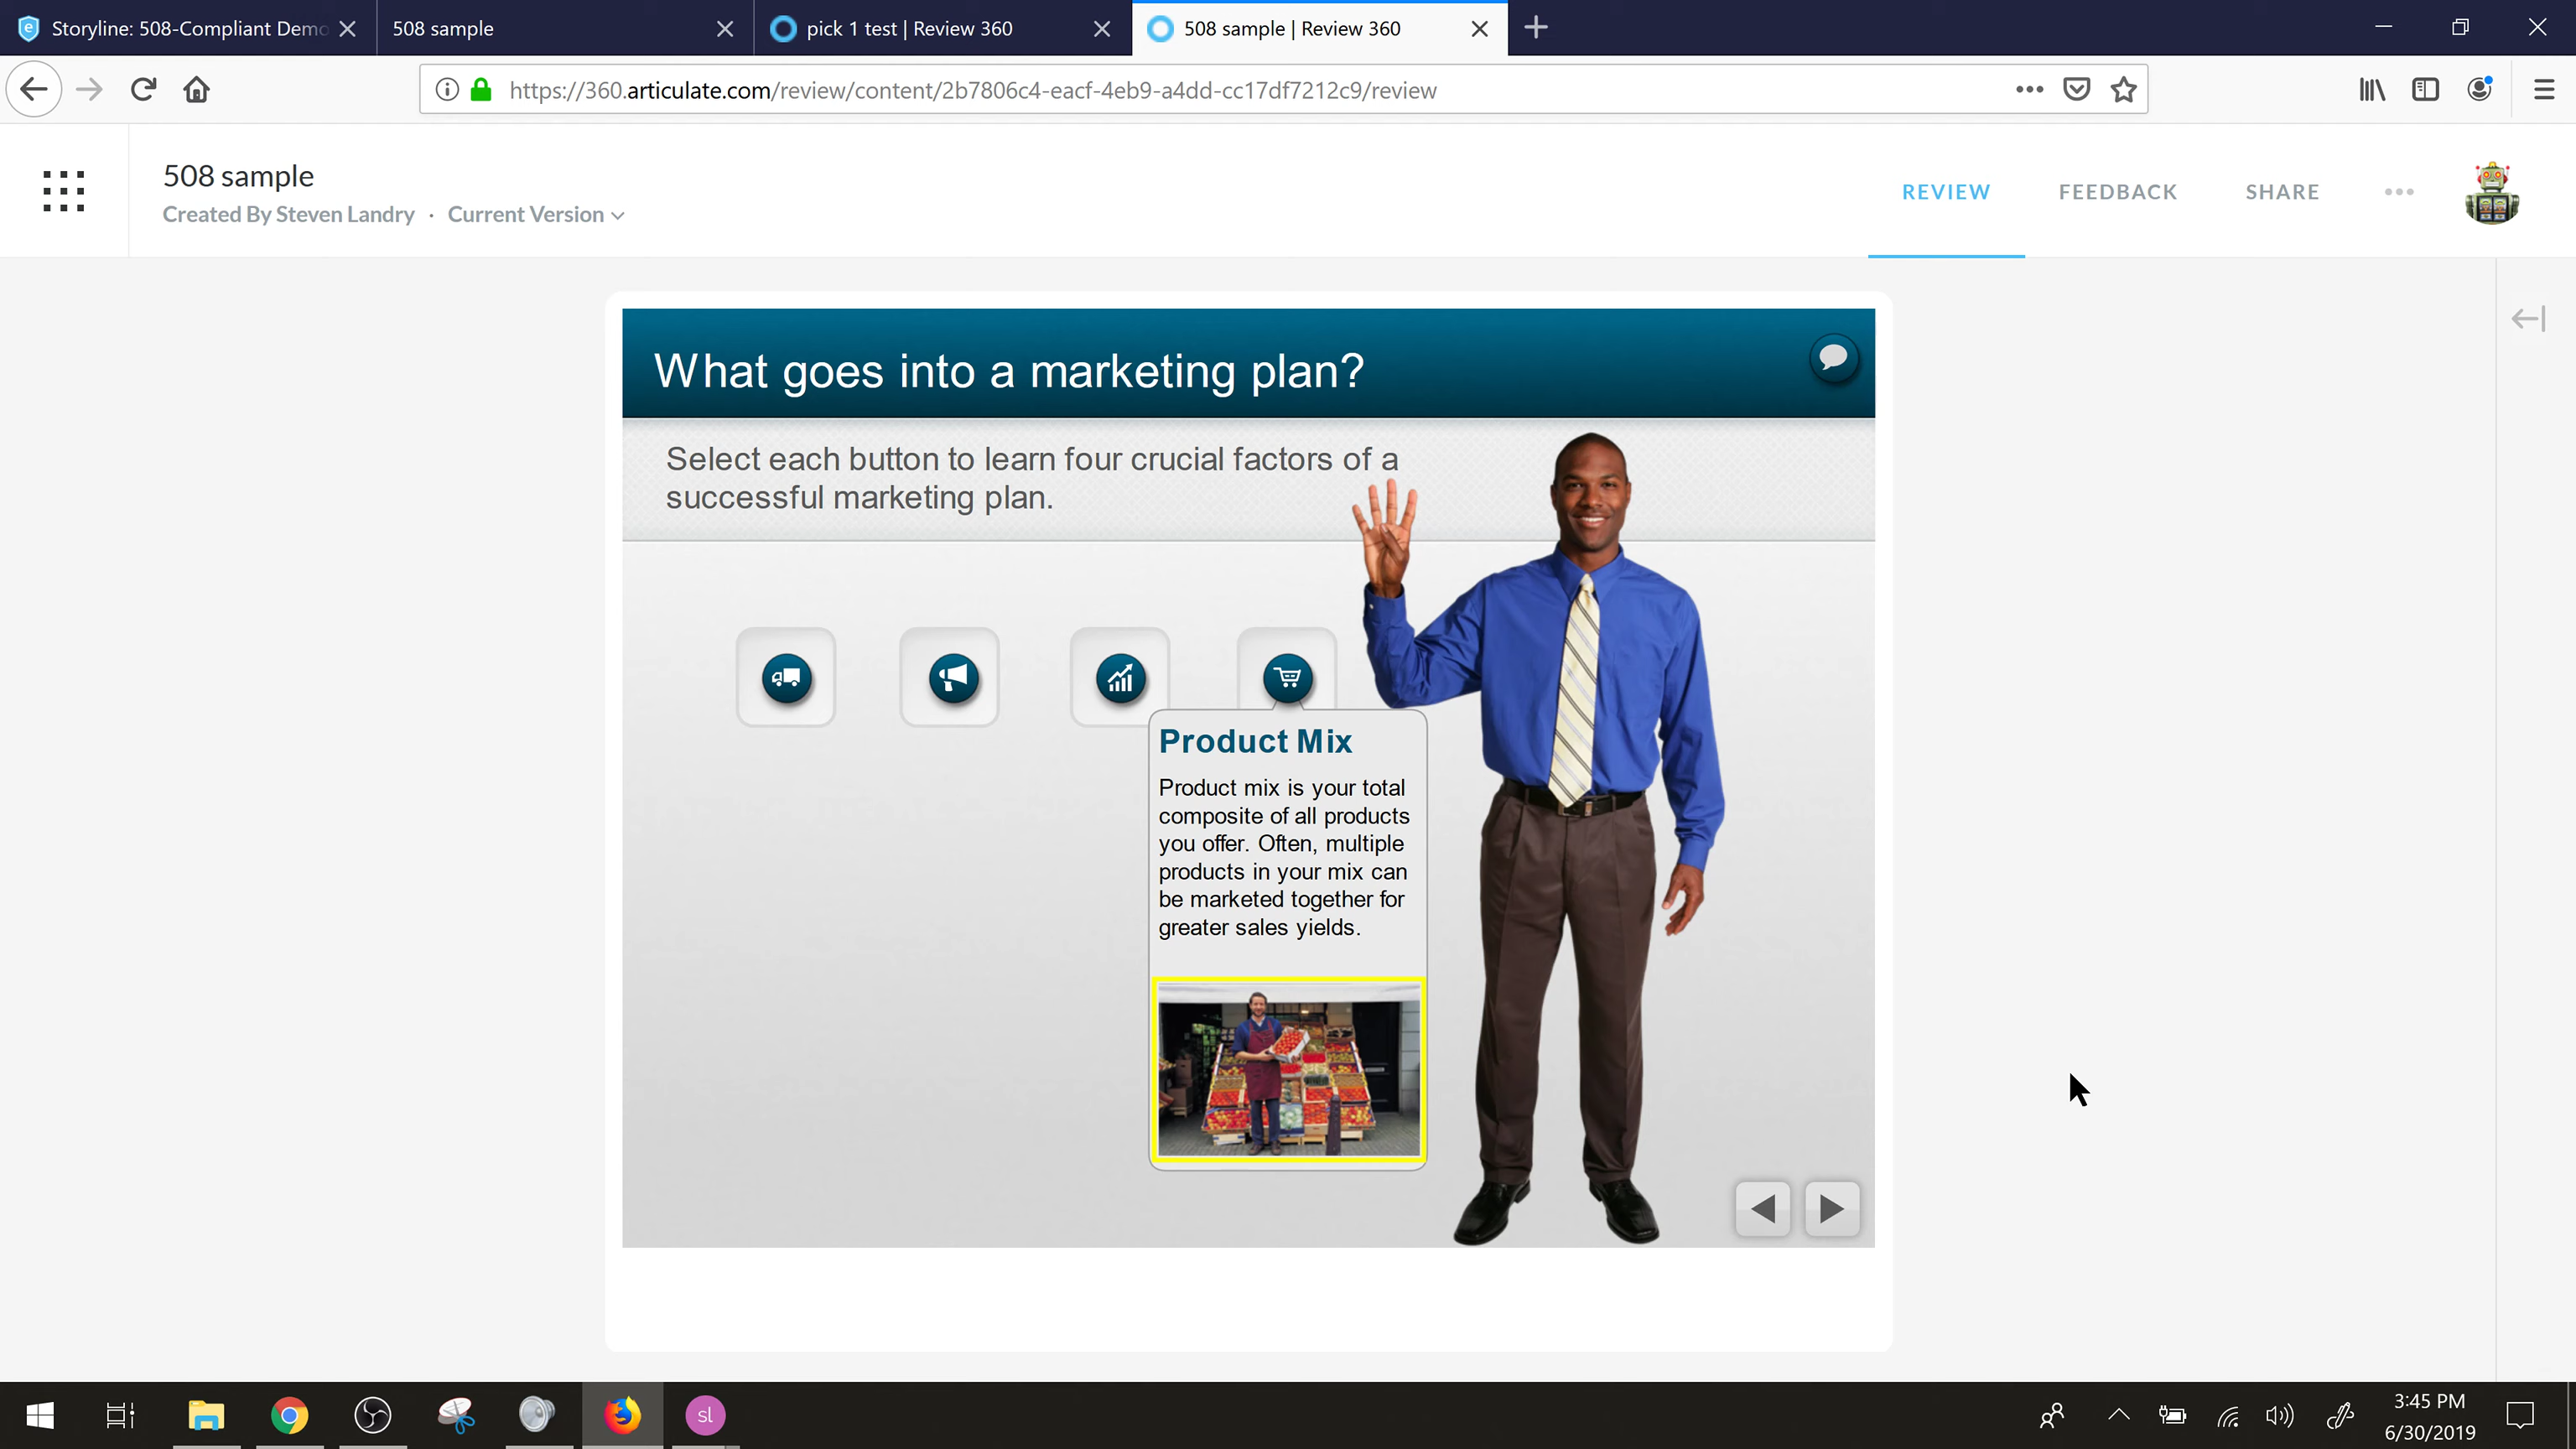 Storyline: 508-Compliant Demo
508 sample
pick 1 test | Review 360
508 sample | Review 360
https://360.articulate.com/review/content/2b7806c4-eacf-4eb9-a4dd-cc17df7212c9/review
508 sample
Created By Steven Landry · Current Version
REVIEW
FEEDBACK
SHARE
What goes into a marketing plan?
Select each button to learn four crucial factors of a
successful marketing plan.
Product Mix
Product mix is your total
composite of all products
you offer. Often, multiple
products in your mix can
be marketed together for
greater sales yields.
sl
3:45 PM
6/30/2019